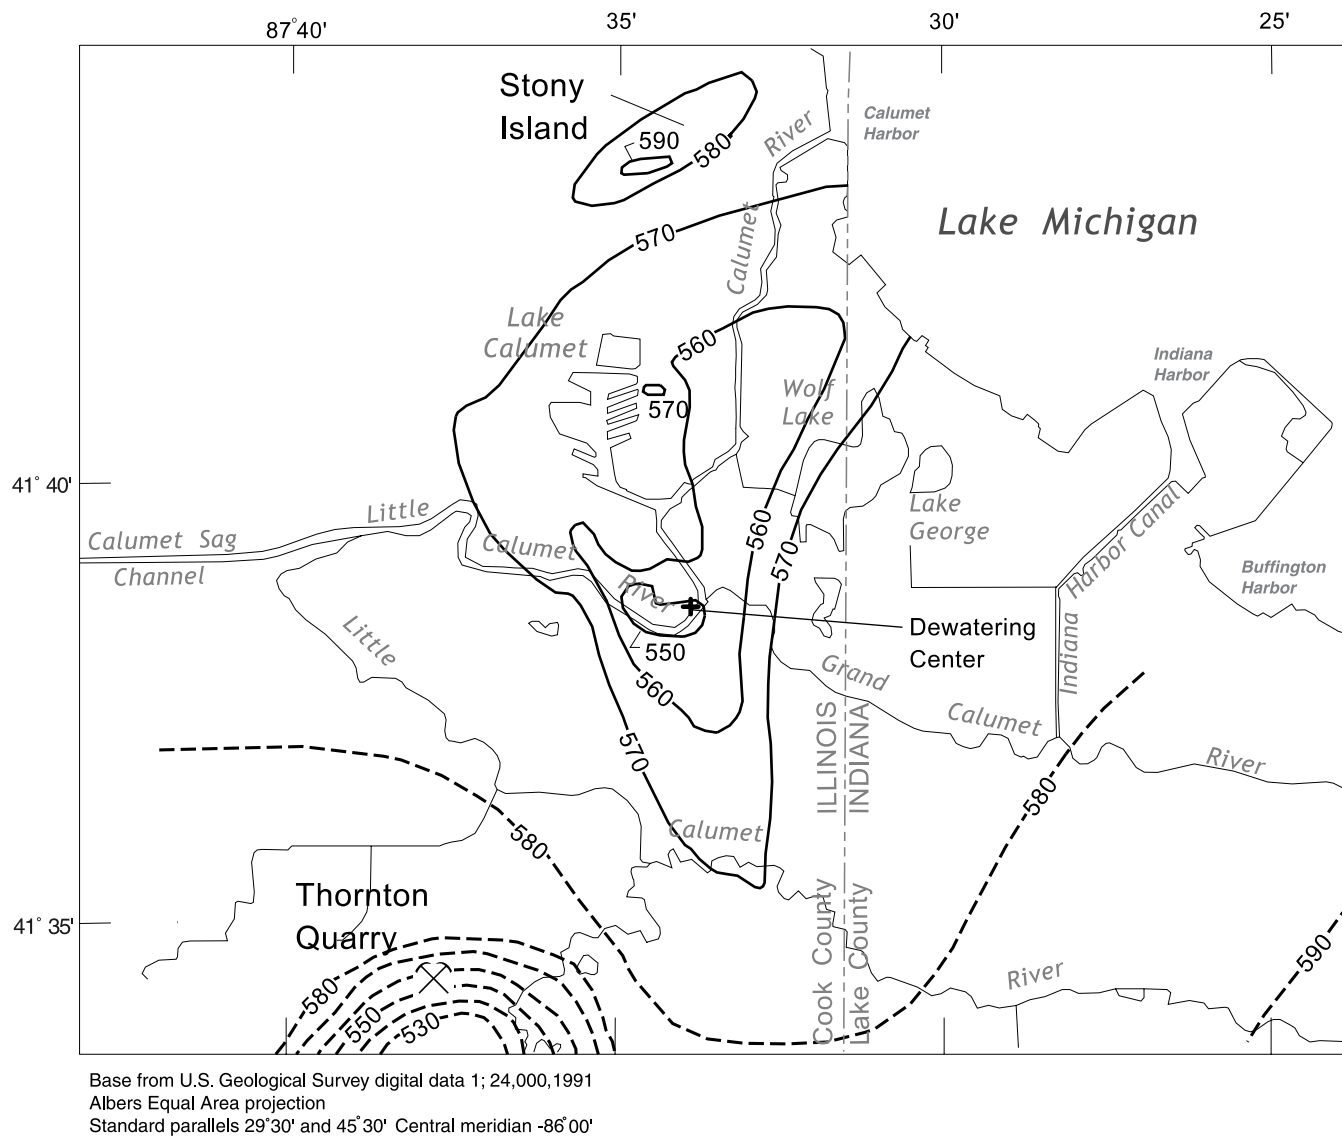 87°40'
35'
30'
25'
Stony
Island
590
580
River
Calumet
Harbor
Lake Michigan
570
Calumet
Lake
Calumet
560
Indiana
Harbor
570
Wolf
Lake
41° 40'
Little
Calumet Sag
Channel
Calumet
River
560
570
Lake
George
Harbor Canal
Indiana
Buffington
Harbor
Dewatering
Center
550
Little
560
570
Grand
Calumet
River
ILLINOIS
INDIANA
580
580
Calumet
Thornton
Quarry
41° 35'
Cook County
Lake County
River
590
580
550
530
Base from U.S. Geological Survey digital data 1; 24,000,1991
Albers Equal Area projection
Standard parallels 29°30' and 45°30' Central meridian -86°00'